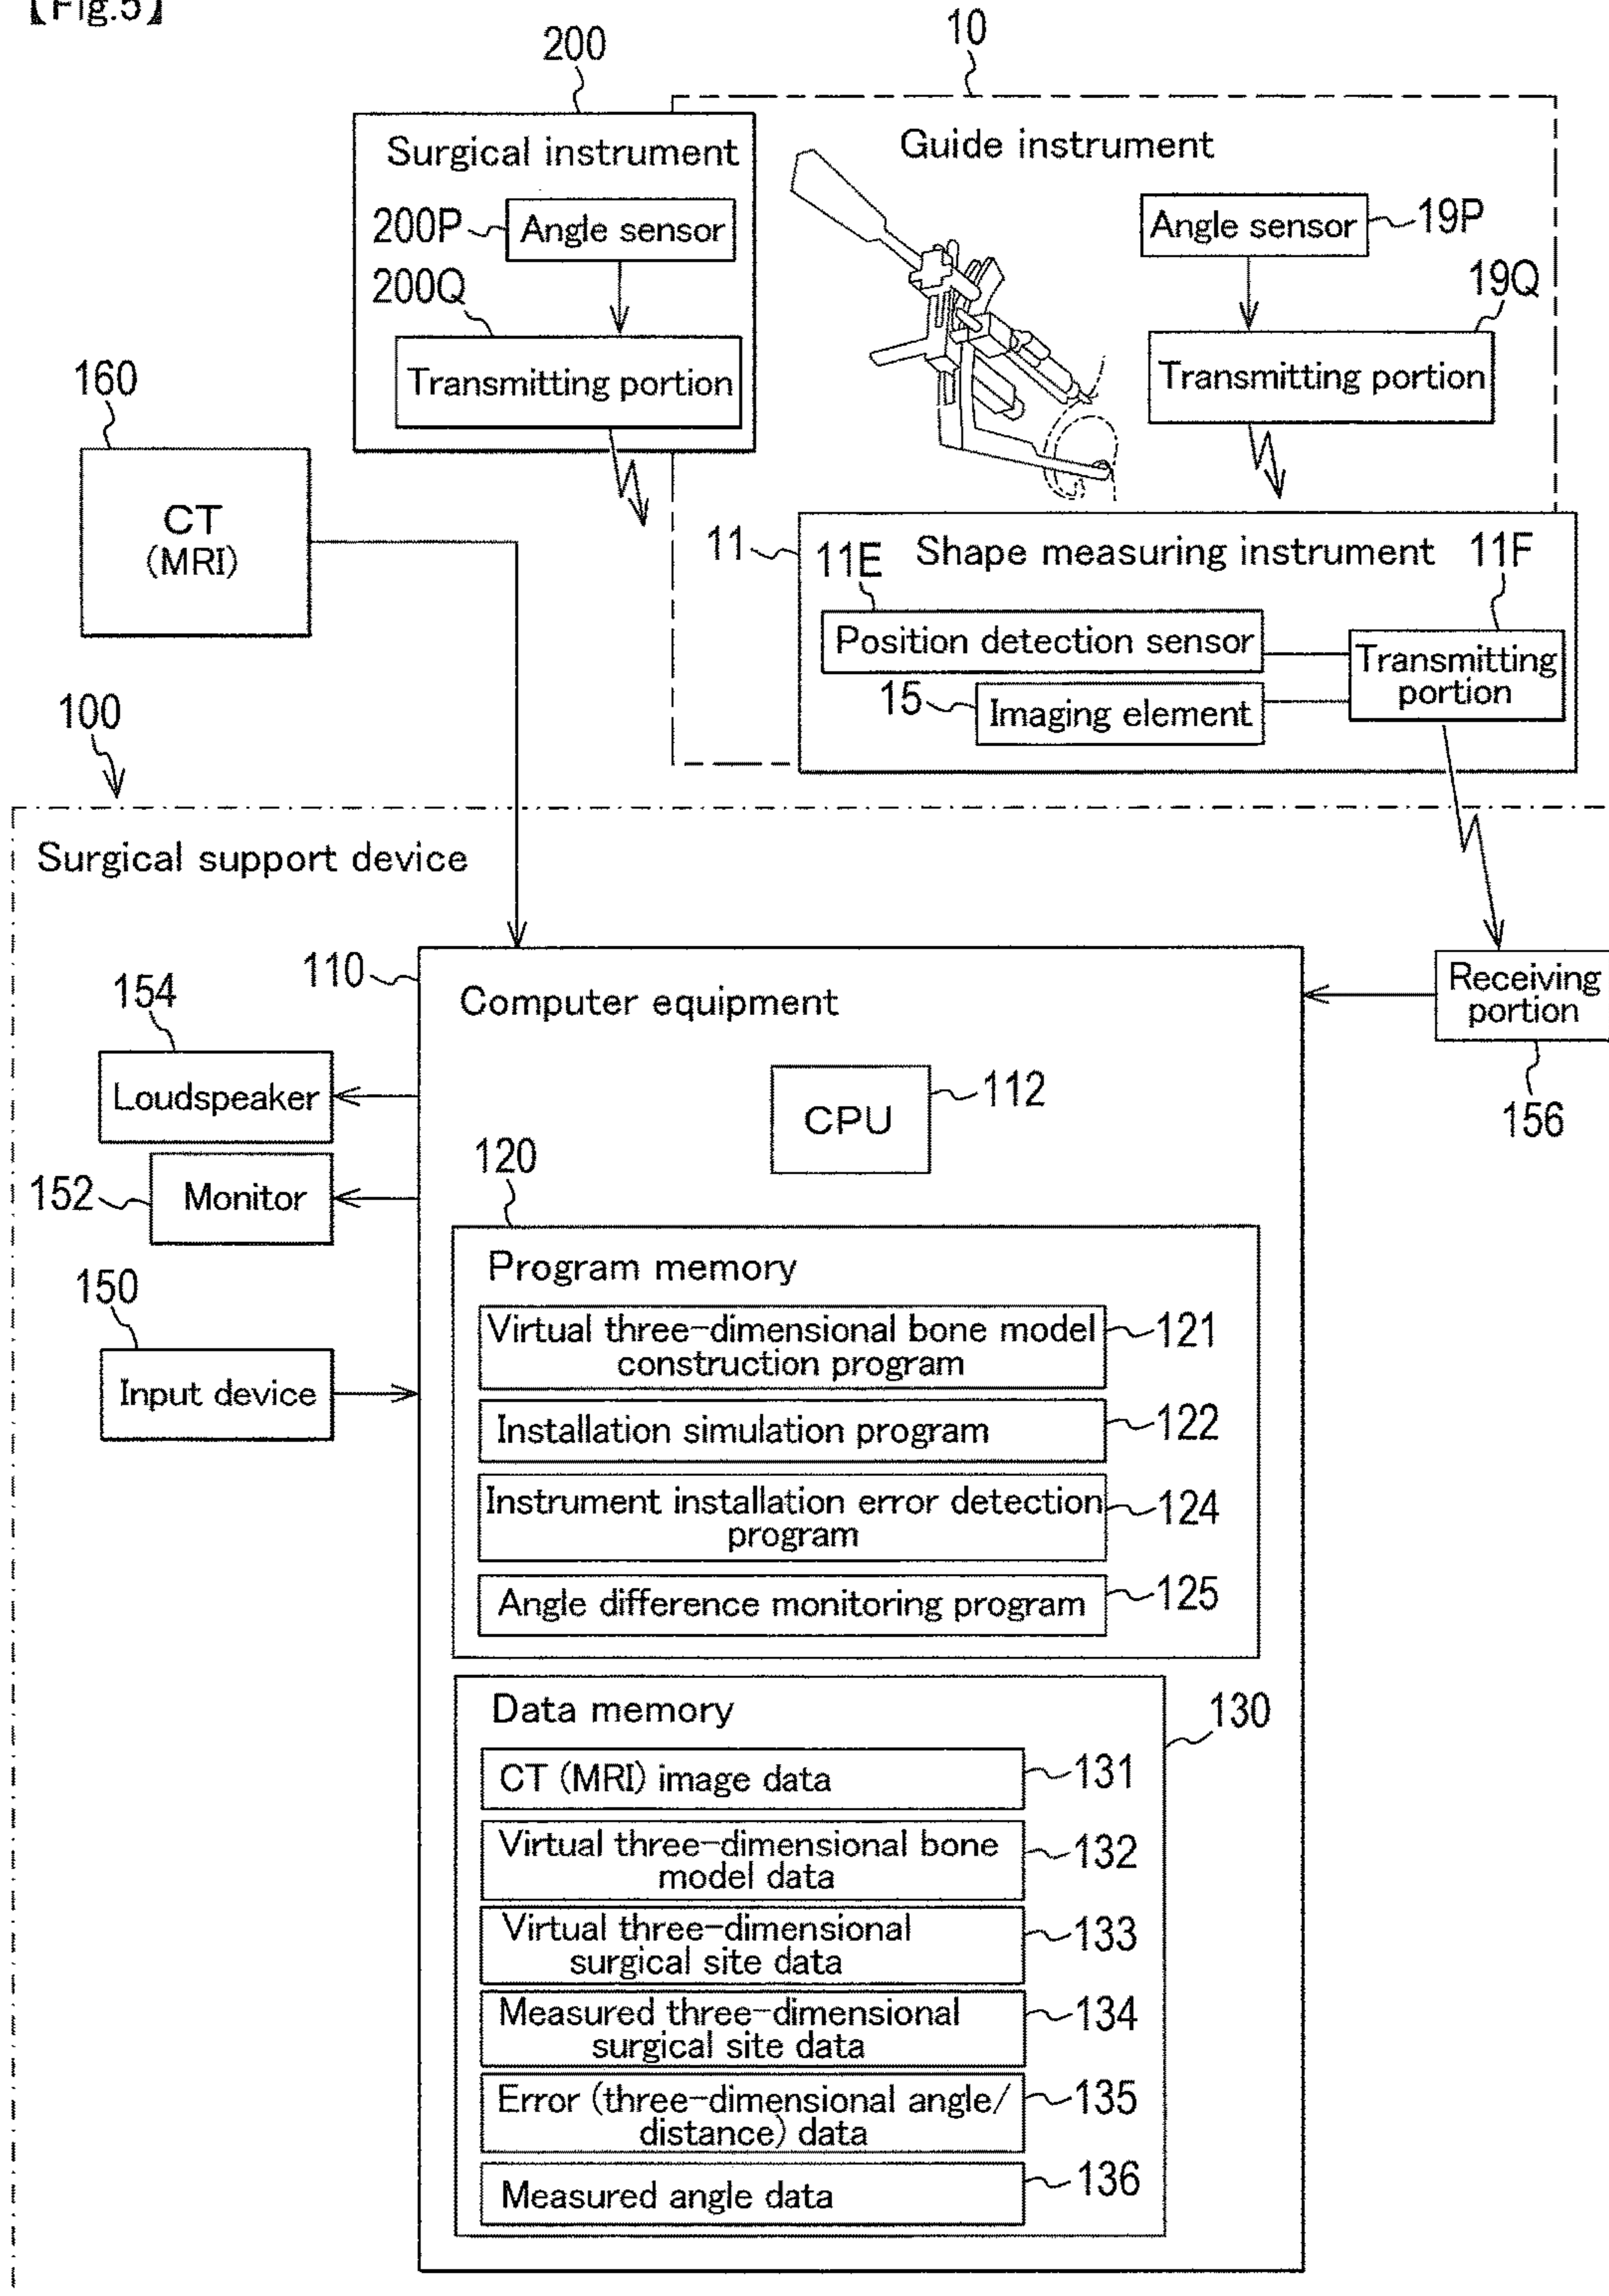 【Fig.5】
10
200
Surgical instrument
Guide instrument
200P
Angle sensor
Angle sensor
19P
200Q
19Q
Transmitting portion
Transmitting portion
160
CT
(MRI)
11
Shape measuring instrument
11E
11F
Position detection sensor
Transmitting
portion
15
Imaging element
100
Surgical support device
110
Computer equipment
Receiving
portion
156
154
Loudspeaker
CPU
112
152
Monitor
120
Program memory
150
Input device
Virtual three-dimensional bone model
construction program
121
Installation simulation program
122
Instrument installation error detection
program
124
Angle difference monitoring program
125
Data memory
130
CT (MRI) image data
131
Virtual three-dimensional bone
model data
132
Virtual three-dimensional
surgical site data
133
Measured three-dimensional
surgical site data
134
Error (three-dimensional angle/
distance) data
135
Measured angle data
136